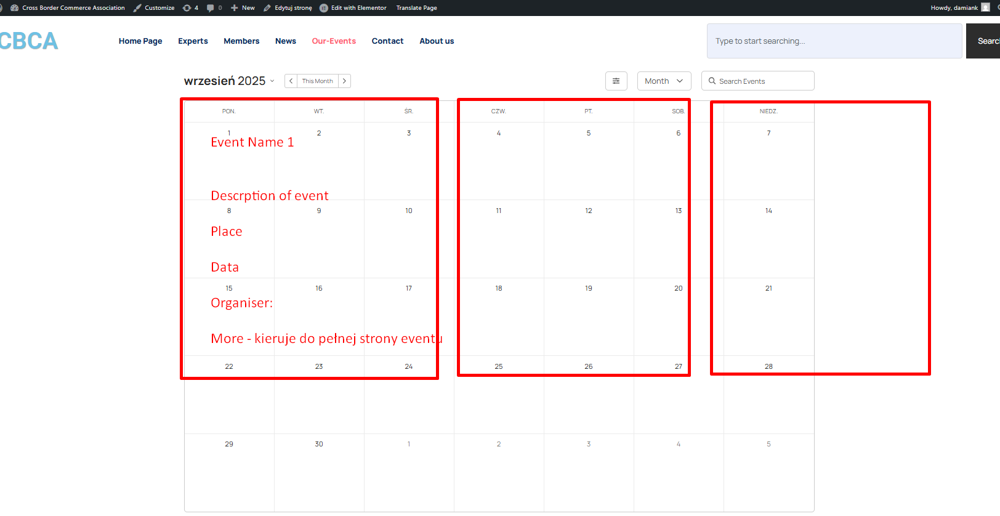 Cross Border Commerce Association Customize 4 0 New Edytuj stronę Edit with Elementor Translate Page Howdy, damiank
CBCA
Home Page Experts Members News Our-Events Contact About us
Type to start searching...
Searc
wrzesień 2025
This Month
Month
Search Events
PON. WT. ŚR. CZW. PT. SOB. NIEDZ.
1 2 3 4 5 6 7
Event Name 1
Descrption of event
8 9 10 11 12 13 14
Place
Data
15 16 17 18 19 20 21
Organiser:
More - kieruje do pełnej strony eventu
22 23 24 25 26 27 28
29 30 1 2 3 4 5